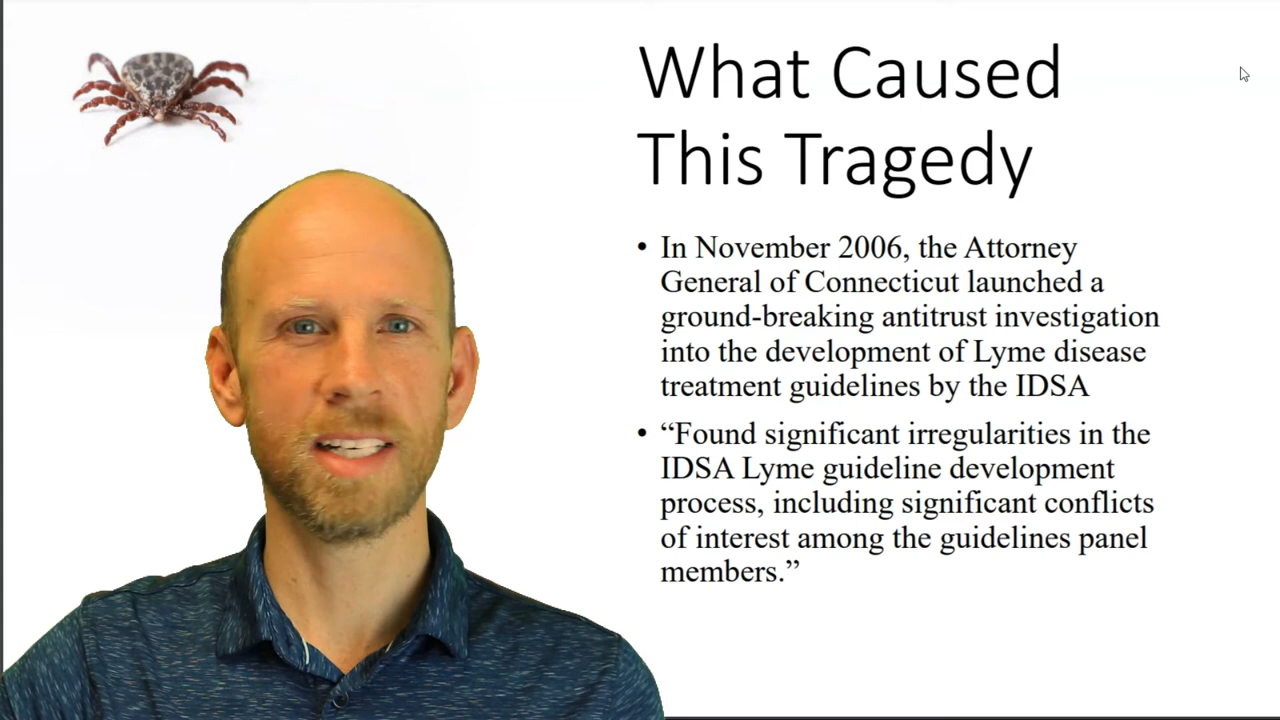 What Caused
This Tragedy
• In November 2006, the Attorney
General of Connecticut launched a
ground-breaking antitrust investigation
into the development of Lyme disease
treatment guidelines by the IDSA
• “Found significant irregularities in the
IDSA Lyme guideline development
process, including significant conflicts
of interest among the guidelines panel
members.”